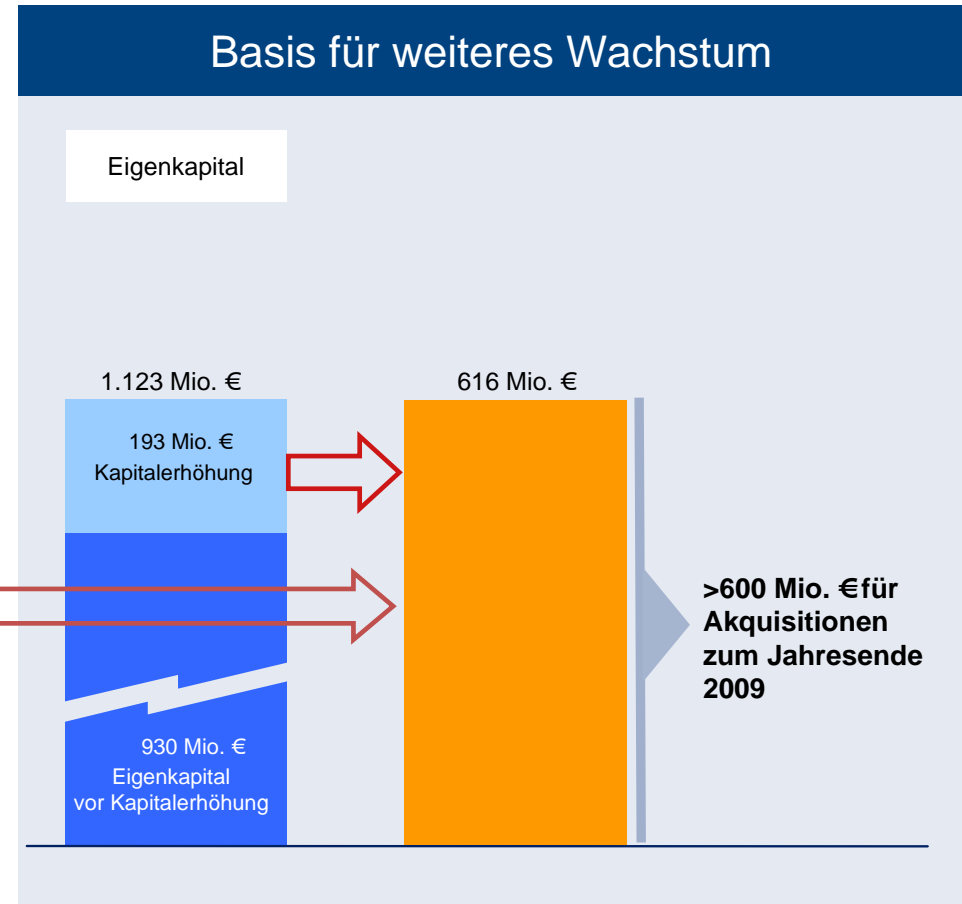 Basis für weiteres Wachstum
Eigenkapital
1.123 Mio. €
616 Mio. €
193 Mio. €
Kapitalerhöhung
>600 Mio. €für
Akquisitionen
zum Jahresende
2009
930 Mio. €
Eigenkapital
vor Kapitalerhöhung